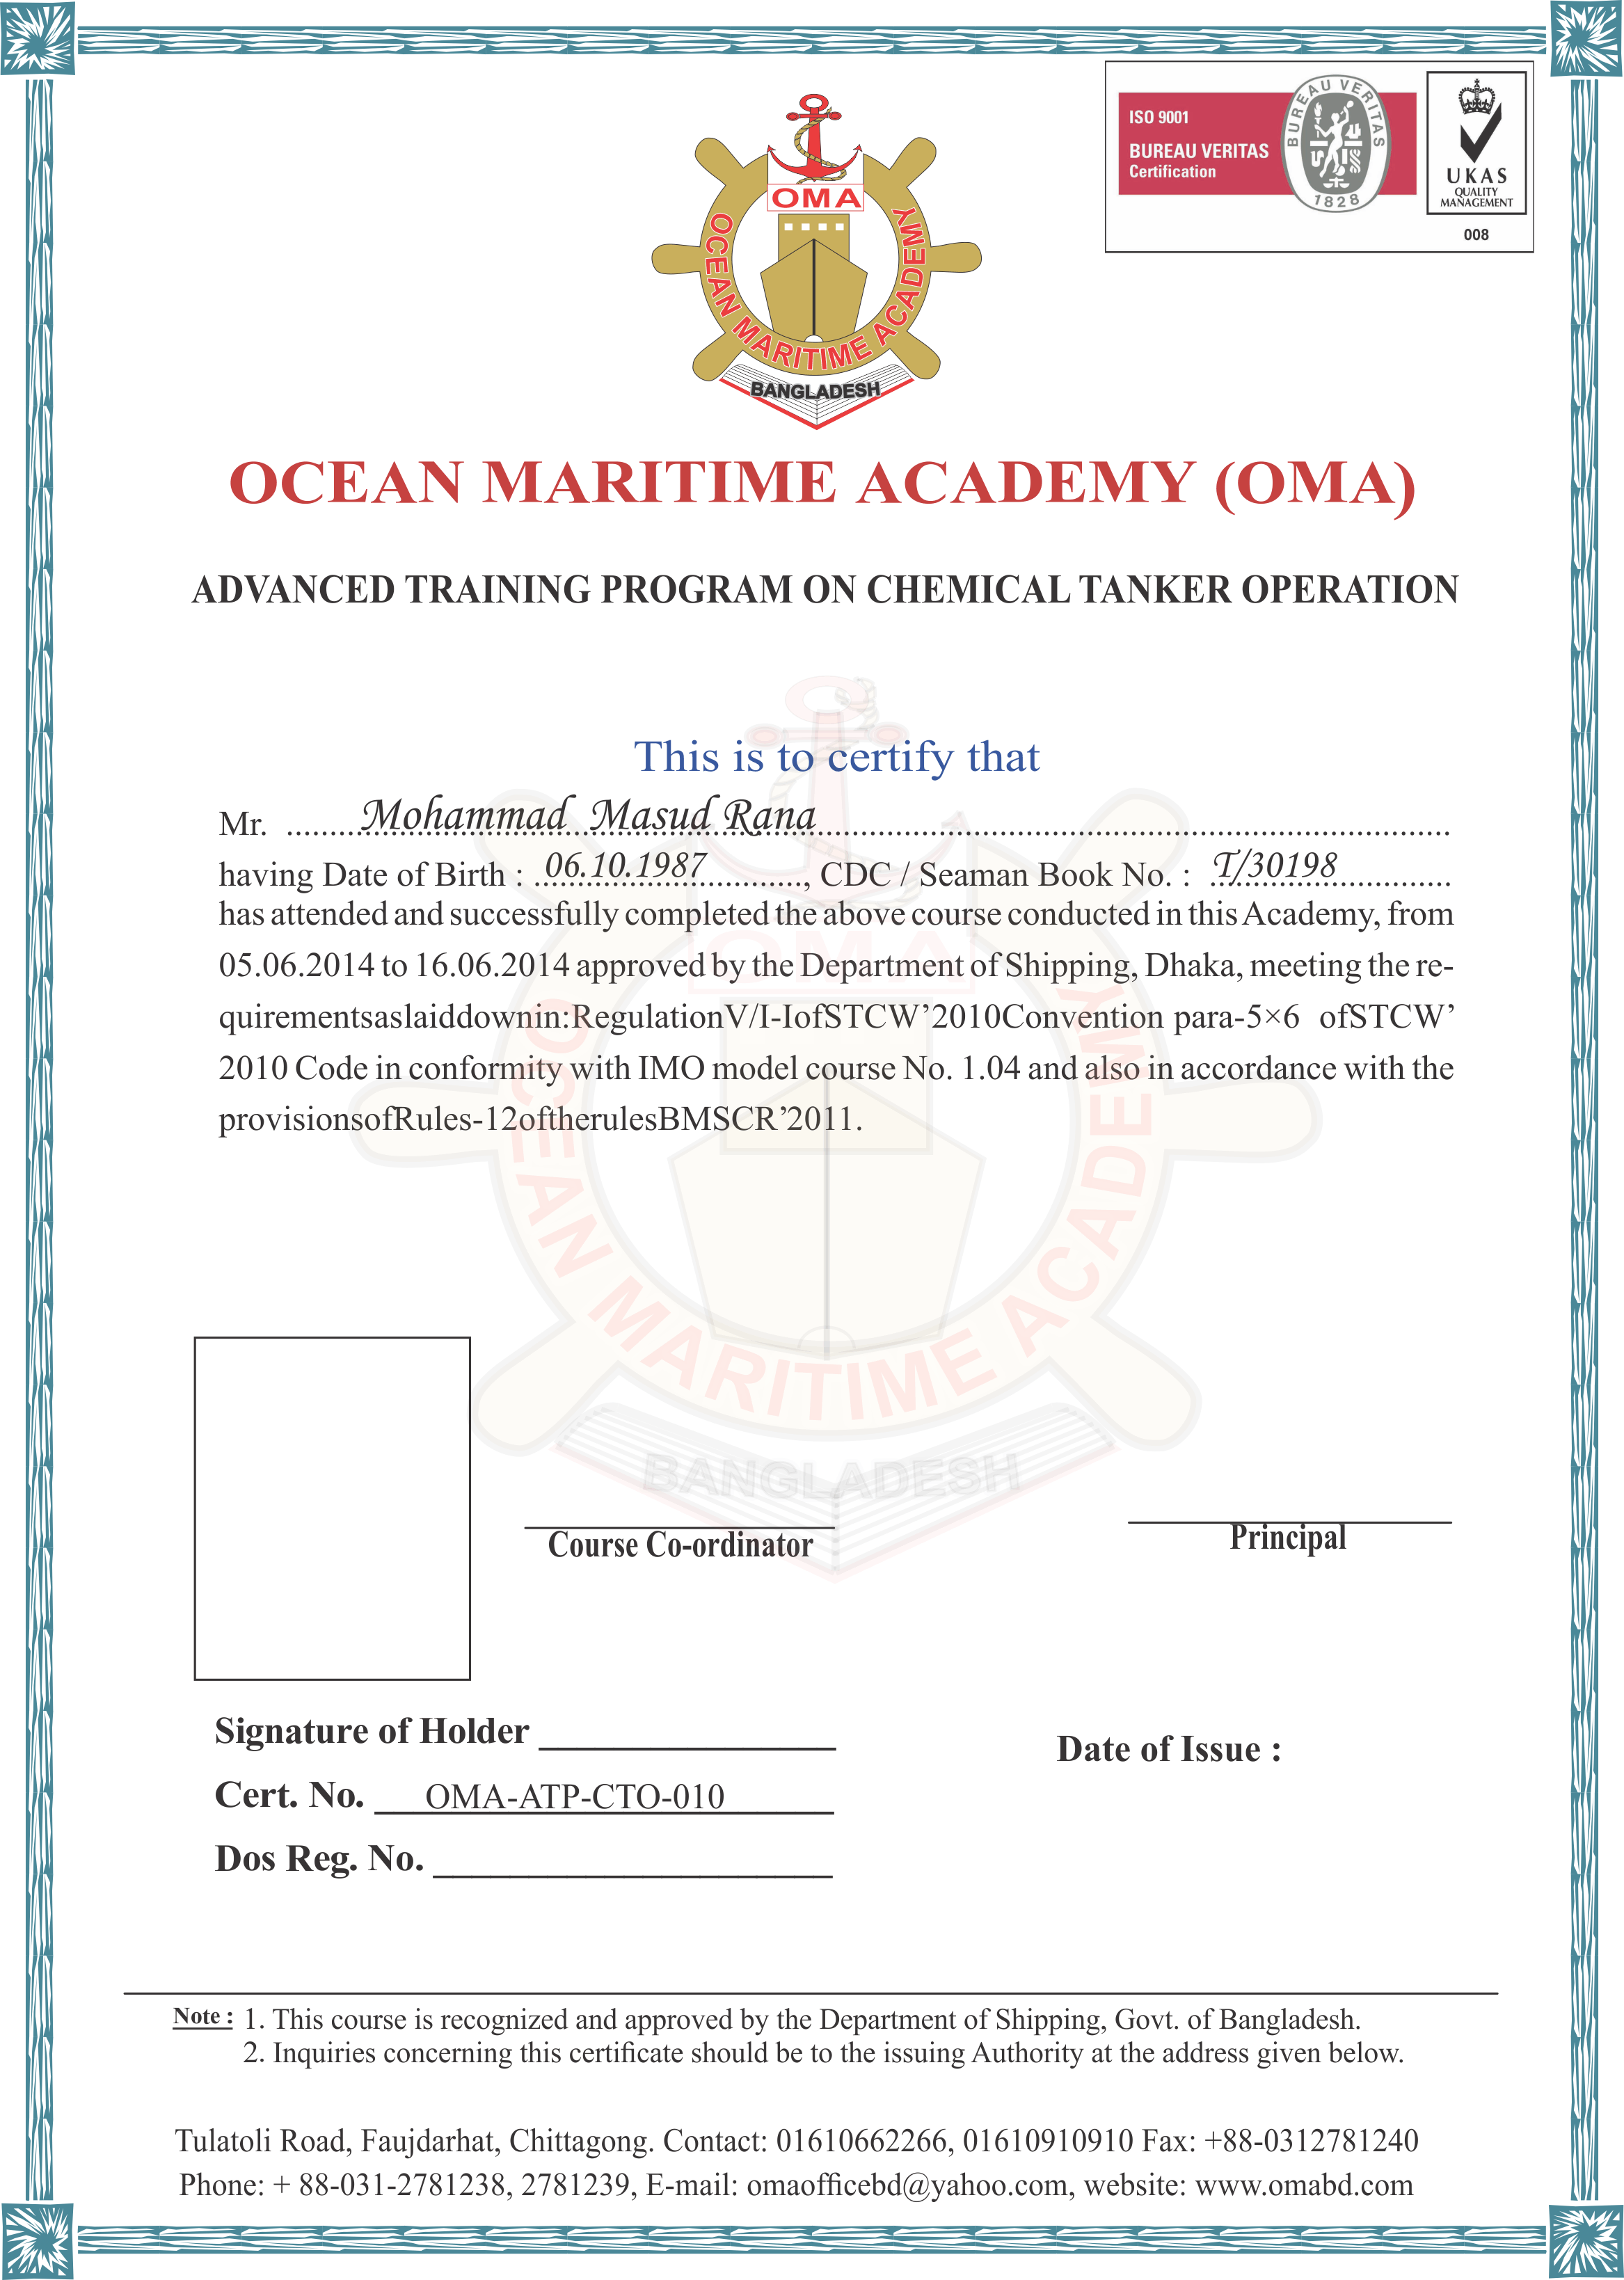 ISO 9001
BUREAU VERITAS
Certification
BUREAU VERITAS
1828
UKAS
QUALITY
MANAGEMENT
008
OMA
OCEAN MARITIME ACADEMY
BANGLADESH
OCEAN MARITIME ACADEMY (OMA)
ADVANCED TRAINING PROGRAM ON CHEMICAL TANKER OPERATION
This is to certify that
Mr. Mohammad Masud Rana
having Date of Birth : 06.10.1987, CDC / Seaman Book No. : T/30198
has attended and successfully completed the above course conducted in this Academy, from
05.06.2014 to 16.06.2014 approved by the Department of Shipping, Dhaka, meeting the re-
quirementsaslaiddownin:RegulationV/I-IofSTCW’2010Convention para-5×6 ofSTCW’
2010 Code in conformity with IMO model course No. 1.04 and also in accordance with the
provisionsofRules-12oftherulesBMSCR’2011.
OMA
OCEAN MARITIME ACADEMY
BANGLADESH
Course Co-ordinator
Principal
Signature of Holder
Date of Issue :
Cert. No. OMA-ATP-CTO-010
Dos Reg. No.
Note : 1. This course is recognized and approved by the Department of Shipping, Govt. of Bangladesh.
2. Inquiries concerning this certificate should be to the issuing Authority at the address given below.
Tulatoli Road, Faujdarhat, Chittagong. Contact: 01610662266, 01610910910 Fax: +88-0312781240
Phone: + 88-031-2781238, 2781239, E-mail: omaofficebd@yahoo.com, website: www.omabd.com